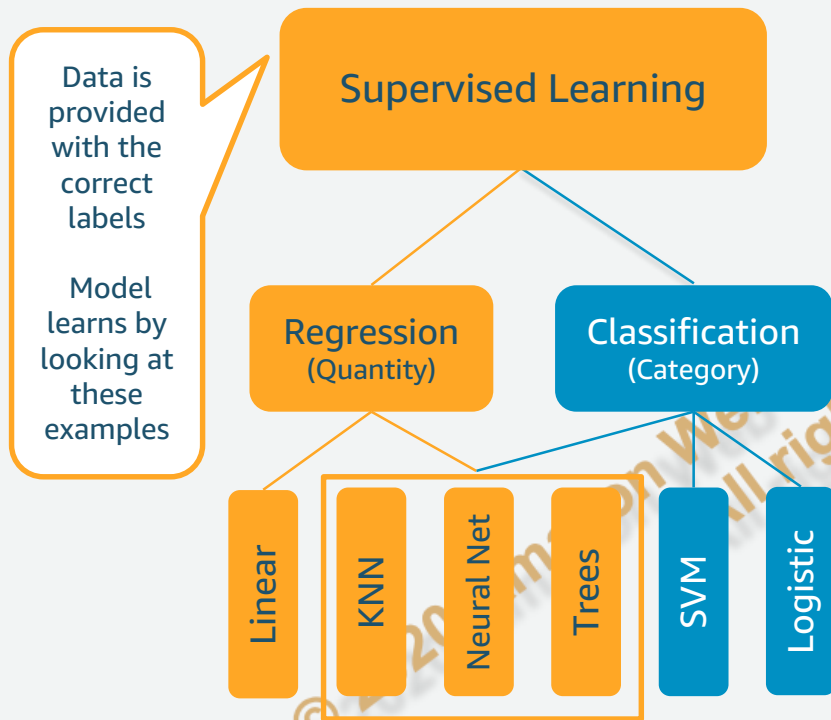 Supervised Learning
Data is
provided
with the
correct
labels
Model
learns by
looking at
these
examples
Regression
(Quantity)
Classification
(Category)
Linear
KNN
Neural Net
Trees
SVM
Logistic
©